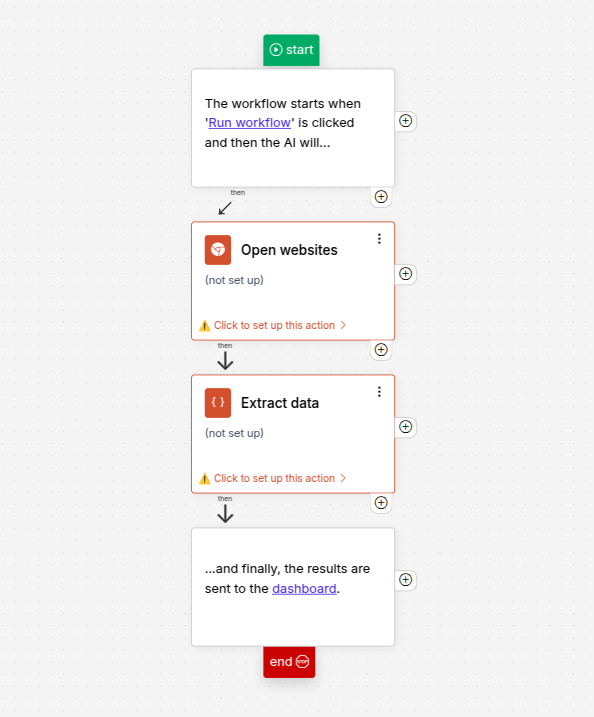 start
The workflow starts when
'Run workflow' is clicked
and then the AI will...
then
Open websites
(not set up)
Click to set up this action
then
{ }
Extract data
(not set up)
Click to set up this action
then
...and finally, the results are
sent to the dashboard.
end STOP